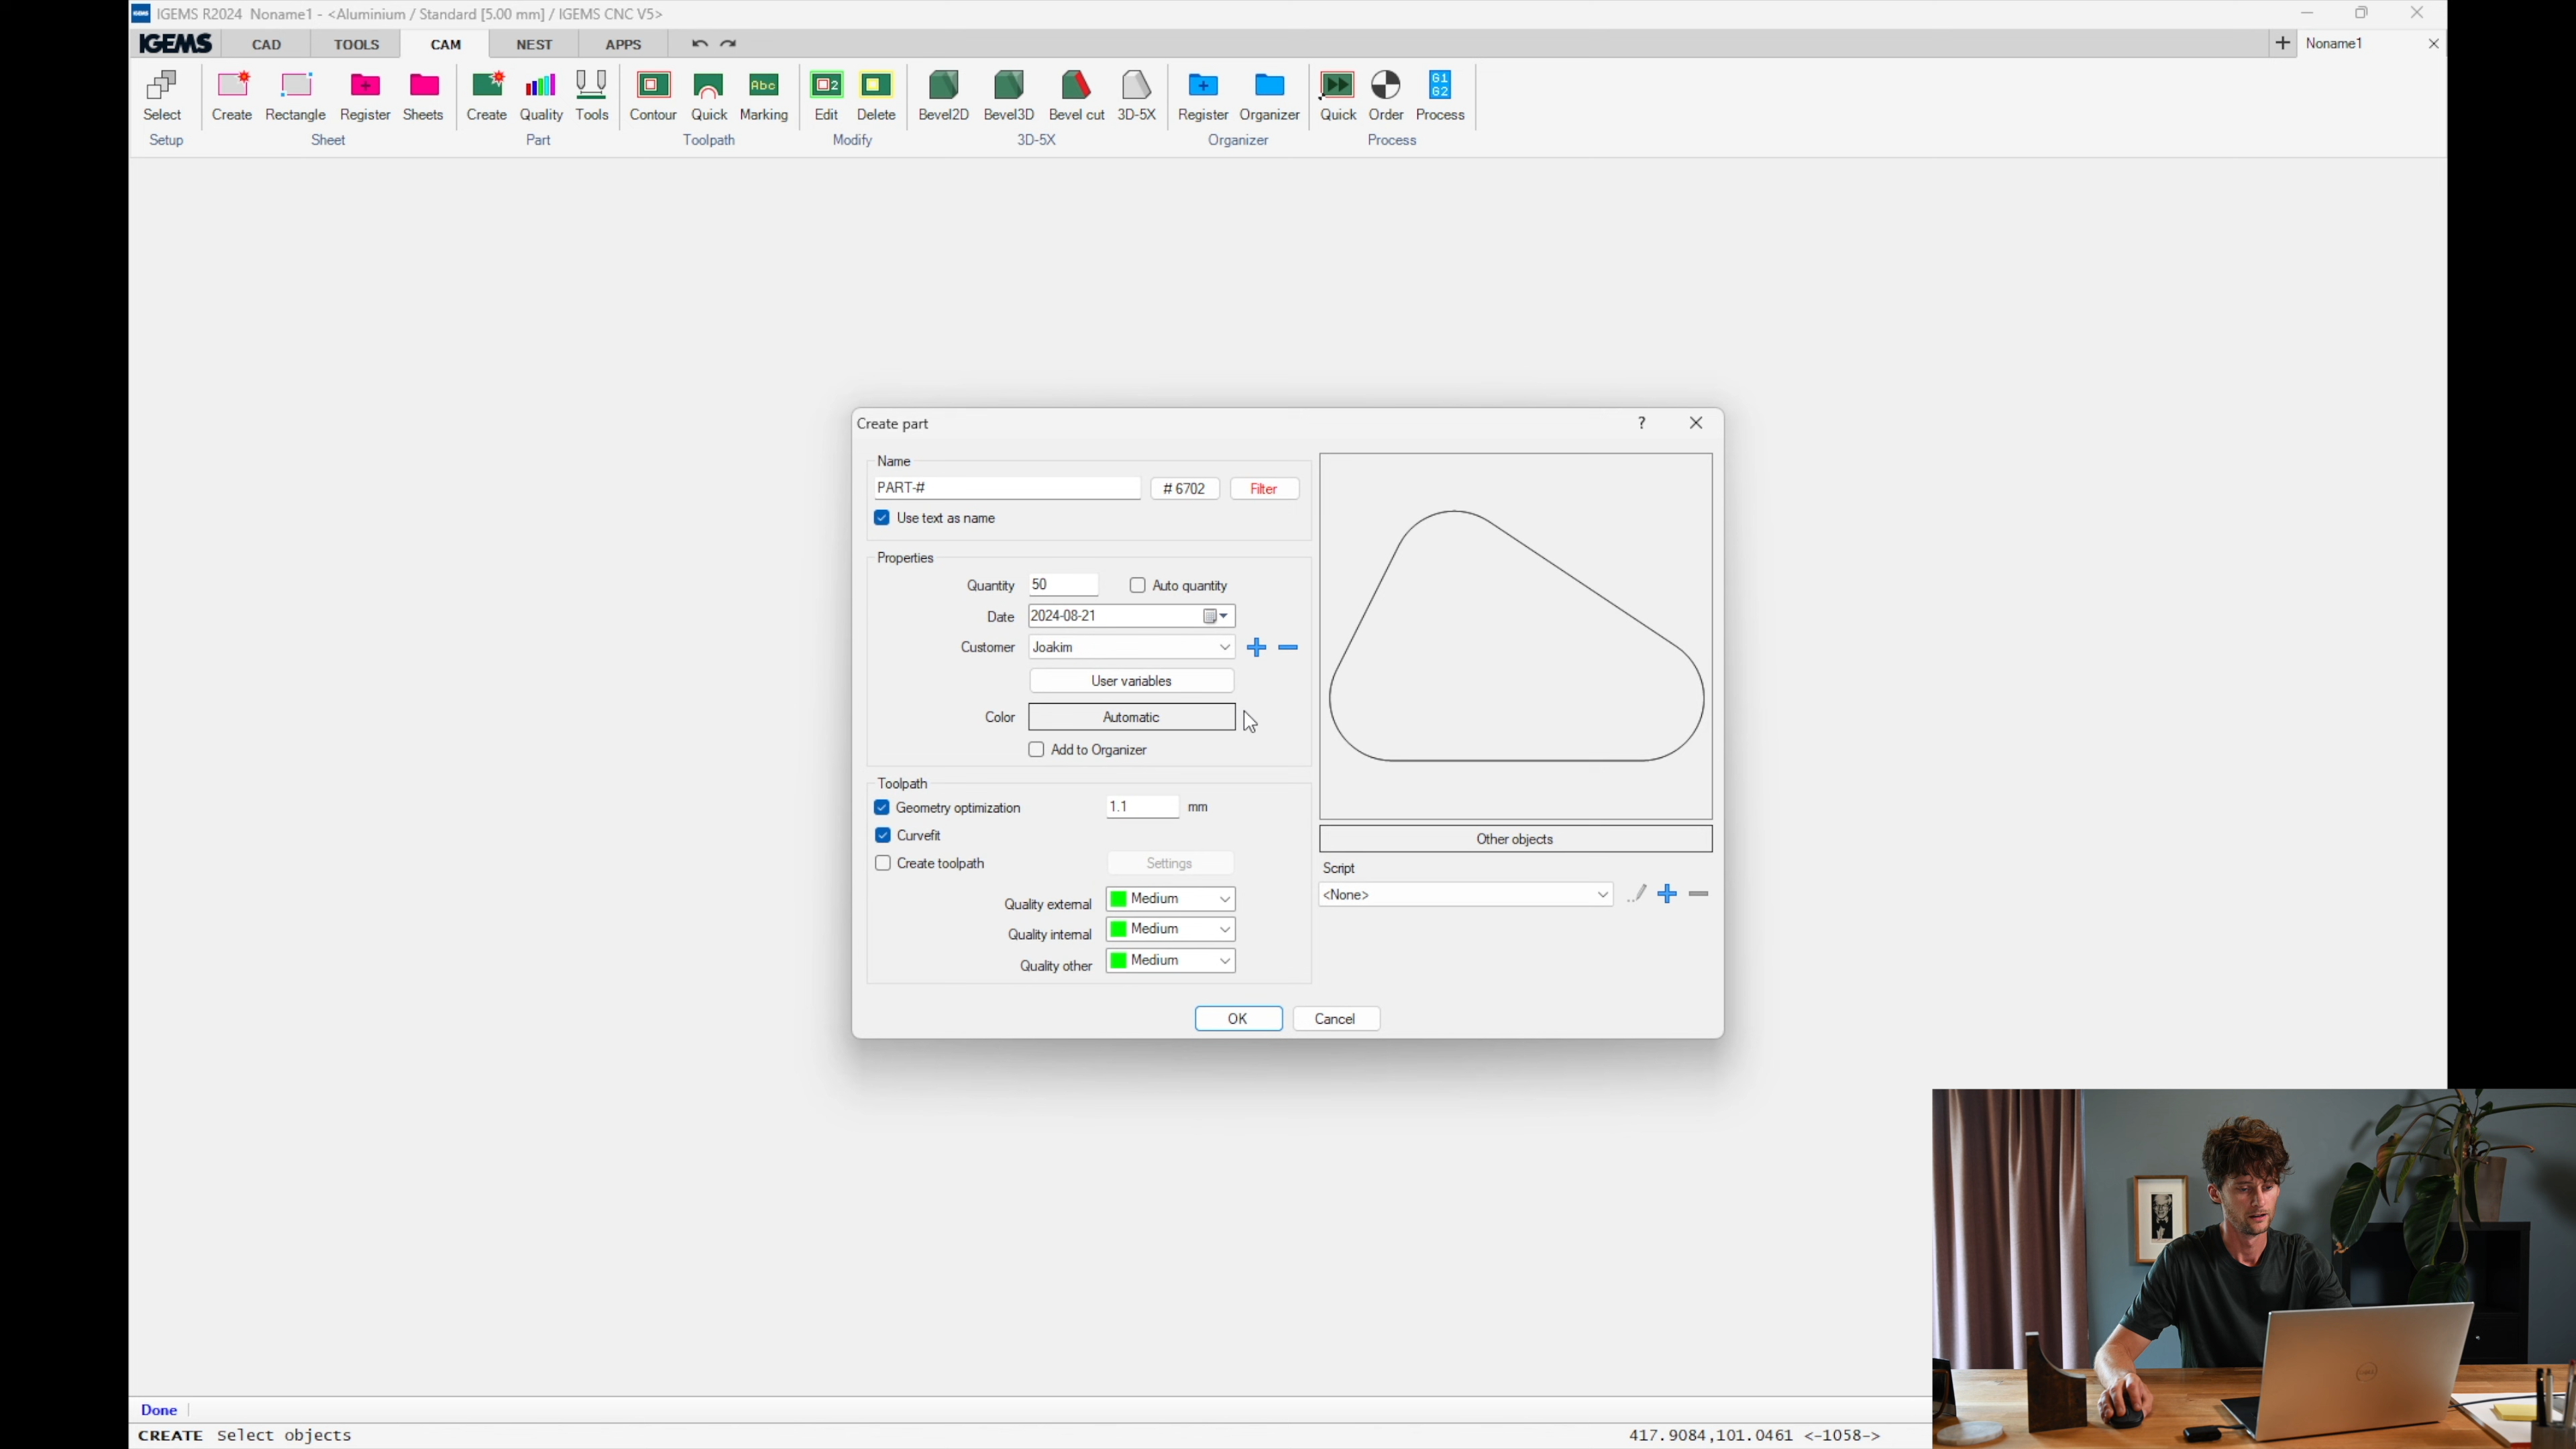 IGEMS R2024 Noname1 - <Aluminium / Standard [5.00 mm] / IGEMS CNC V5>
IGEMS CAD TOOLS CAM NEST APPS Noname1
Select Create Rectangle Register Sheets Create Quality Tools Contour Quick Marking Edit Delete Bevel2D Bevel3D Bevel cut 3D-5X Register Organizer Quick Order Process
Setup Sheet Part Toolpath Modify 3D-5X Organizer Process
Create part ?
Name
PART-# # 6702 Filter
Use text as name
Properties
Quantity 50 Auto quantity
Date 2024-08-21
Customer Joakim
User variables
Color Automatic
Add to Organizer
Toolpath
Geometry optimization 1.1 mm
Curvefit
Create toolpath Settings
Quality external Medium
Quality internal Medium
Quality other Medium
Other objects
Script
<None>
OK Cancel
Done
CREATE Select objects 417.9084,101.0461 <-1058->